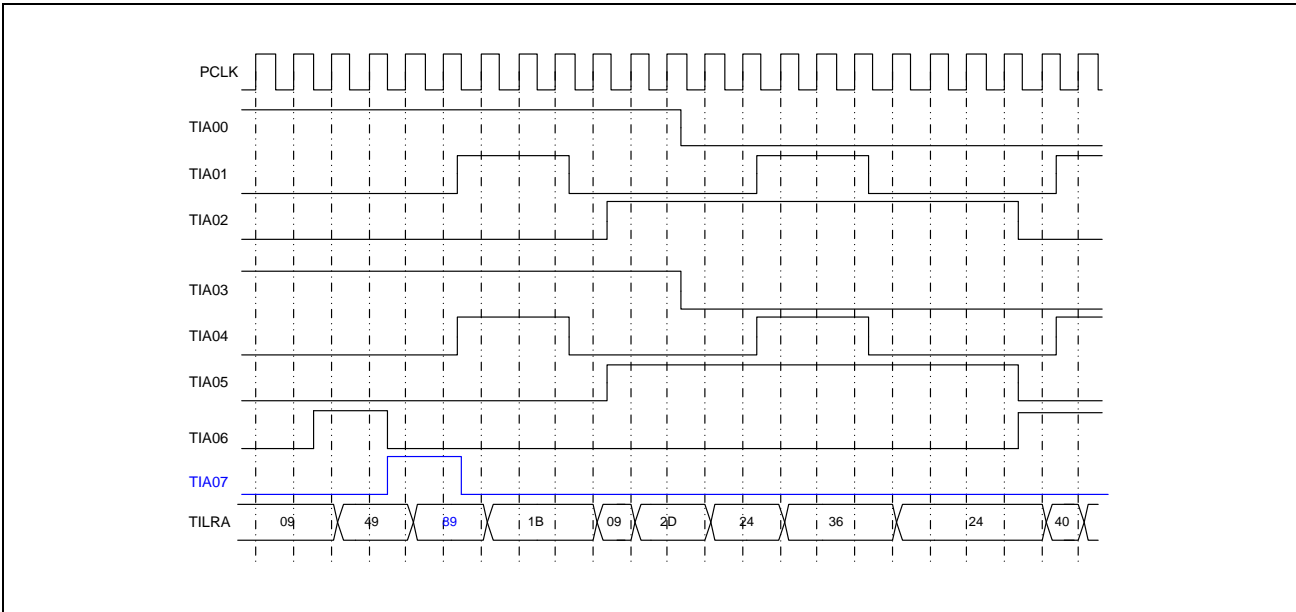 PCLK
TIA00
TIA01
TIA02
TIA03
TIA04
TIA05
TIA06
TIA07
TILRA 09 49 89 1B 09 2D 24 36 24 40